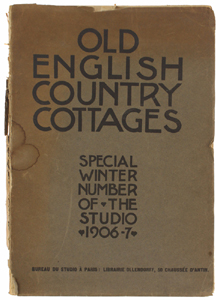 OLD
ENGLISH
COUNTRY
COTTAGES
SPECIAL
WINTER
NUMBER
OF ♥ THE
STUDIO
♥ 1906-7 ♥
BUREAU DU STUDIO À PARIS: LIBRAIRIE OLLENDORFF, 50 CHAUSSÉE D'ANTIN.